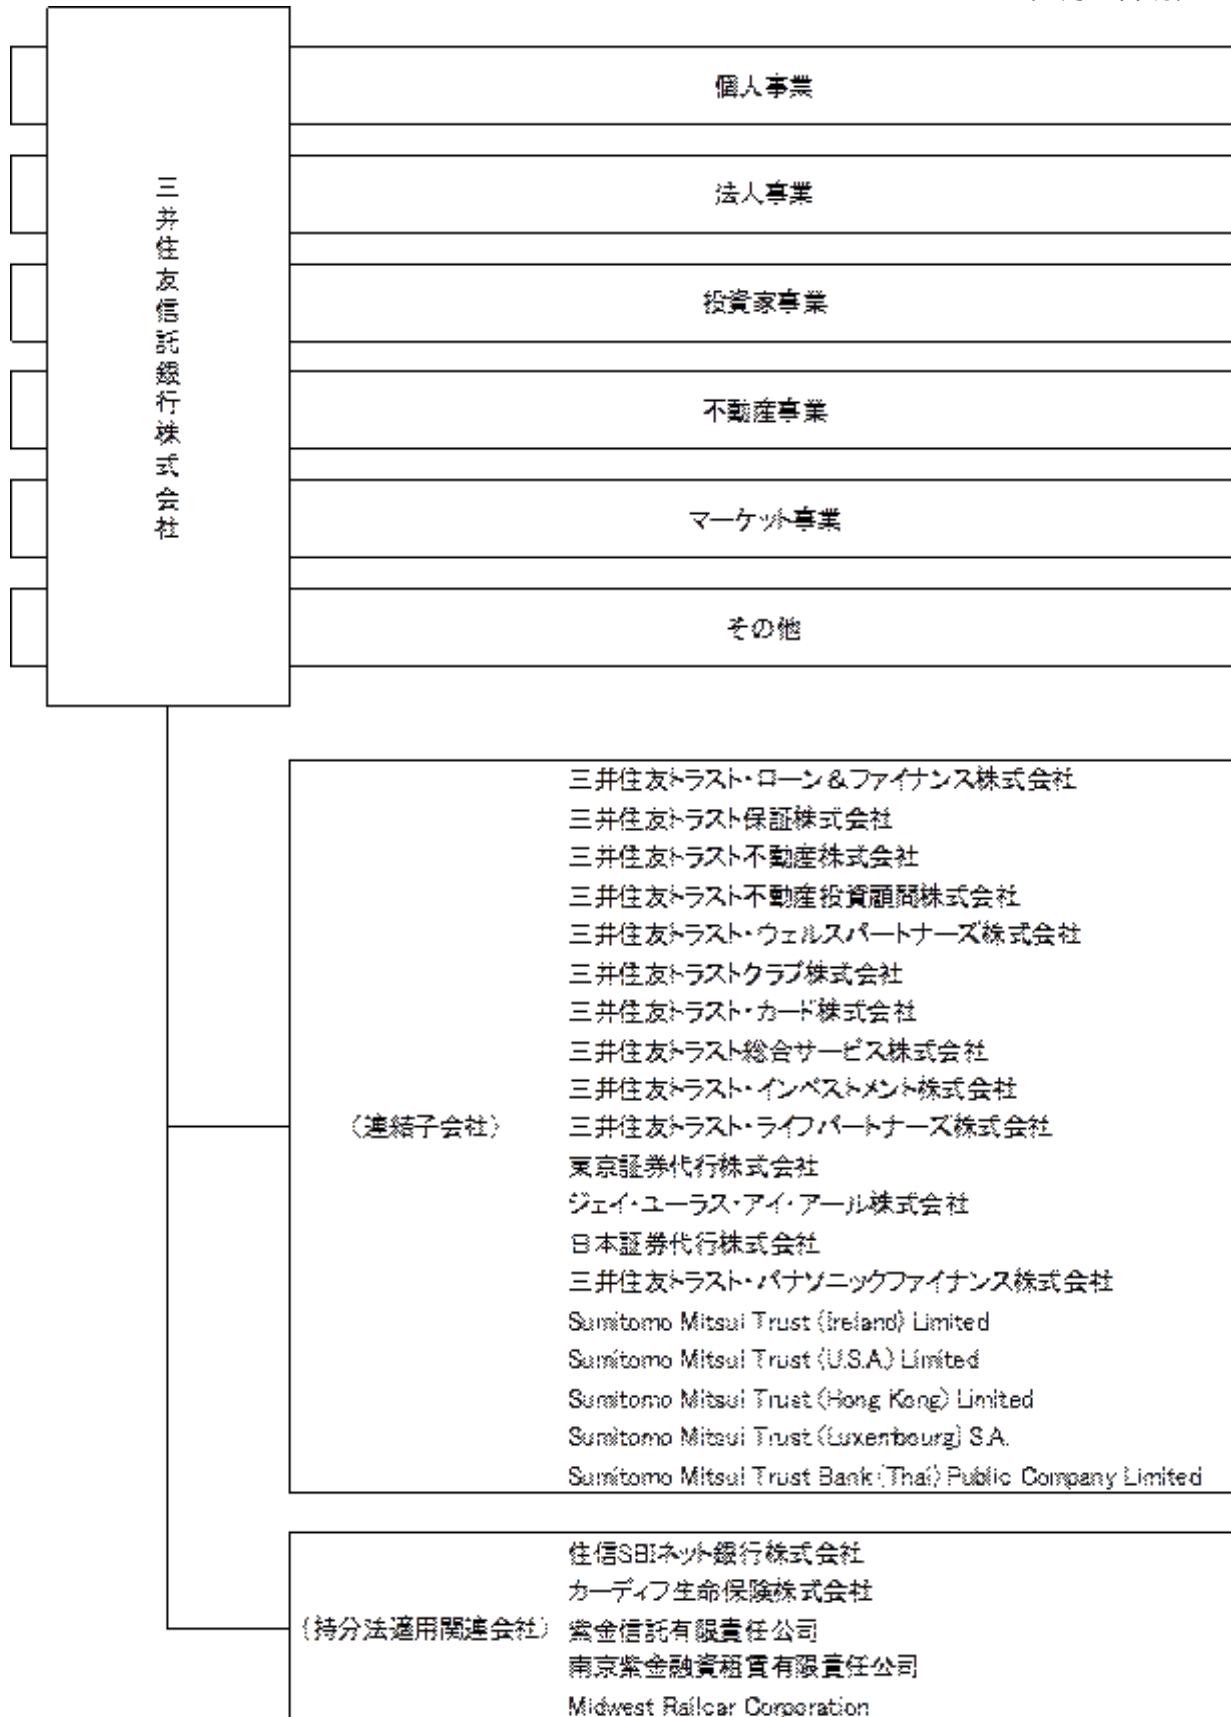 三井住友信託銀行株式会社
個人事業
法人事業
投資家事業
不動産事業
マーケット事業
その他
(連結子会社)
三井住友トラスト・ローン&ファイナンス株式会社
三井住友トラスト保証株式会社
三井住友トラスト不動産株式会社
三井住友トラスト不動産投資顧問株式会社
三井住友トラスト・ウェルスパートナーズ株式会社
三井住友トラストクラブ株式会社
三井住友トラスト・カード株式会社
三井住友トラスト総合サービス株式会社
三井住友トラスト・インベストメント株式会社
三井住友トラスト・ライフパートナーズ株式会社
東京証券代行株式会社
ジェイ・ユーラス・アイ・アール株式会社
日本証券代行株式会社
三井住友トラスト・パナソニックファイナンス株式会社
Sumitomo Mitsui Trust (Ireland) Limited
Sumitomo Mitsui Trust (U.S.A.) Limited
Sumitomo Mitsui Trust (Hong Kong) Limited
Sumitomo Mitsui Trust (Luxembourg) S.A.
Sumitomo Mitsui Trust Bank (Thai) Public Company Limited
(持分法適用関連会社)
住信SBIネット銀行株式会社
カーディフ生命保険株式会社
紫金信託有限責任公司
南京紫金融資租賃有限責任公司
Midwest Railcar Corporation